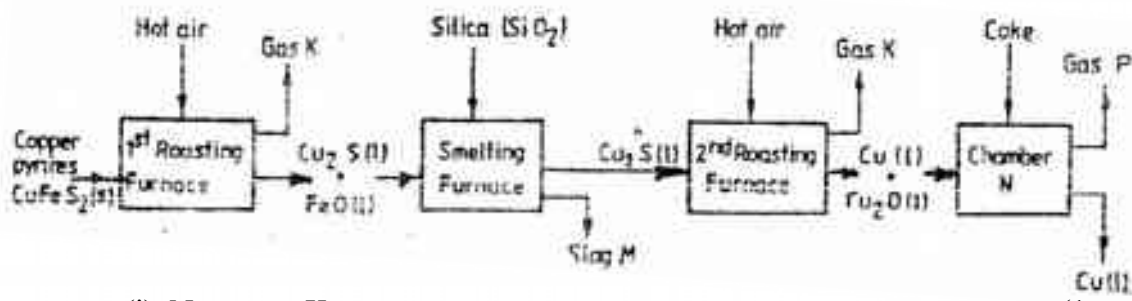 Hot air
Gas K
Silica (SiO₂)
Hot air
Gas K
Coke
Gas P
Copper
pyrires
CuFeS₂(s)
1st Roasting
Furnace
Cu₂S(l)
+
FeO(l)
Smelting
Furnace
Slag M
Cu₂S(l)
2nd Roasting
Furnace
Cu(l)
+
Cu₂O(l)
Chamber
N
Cu(l)